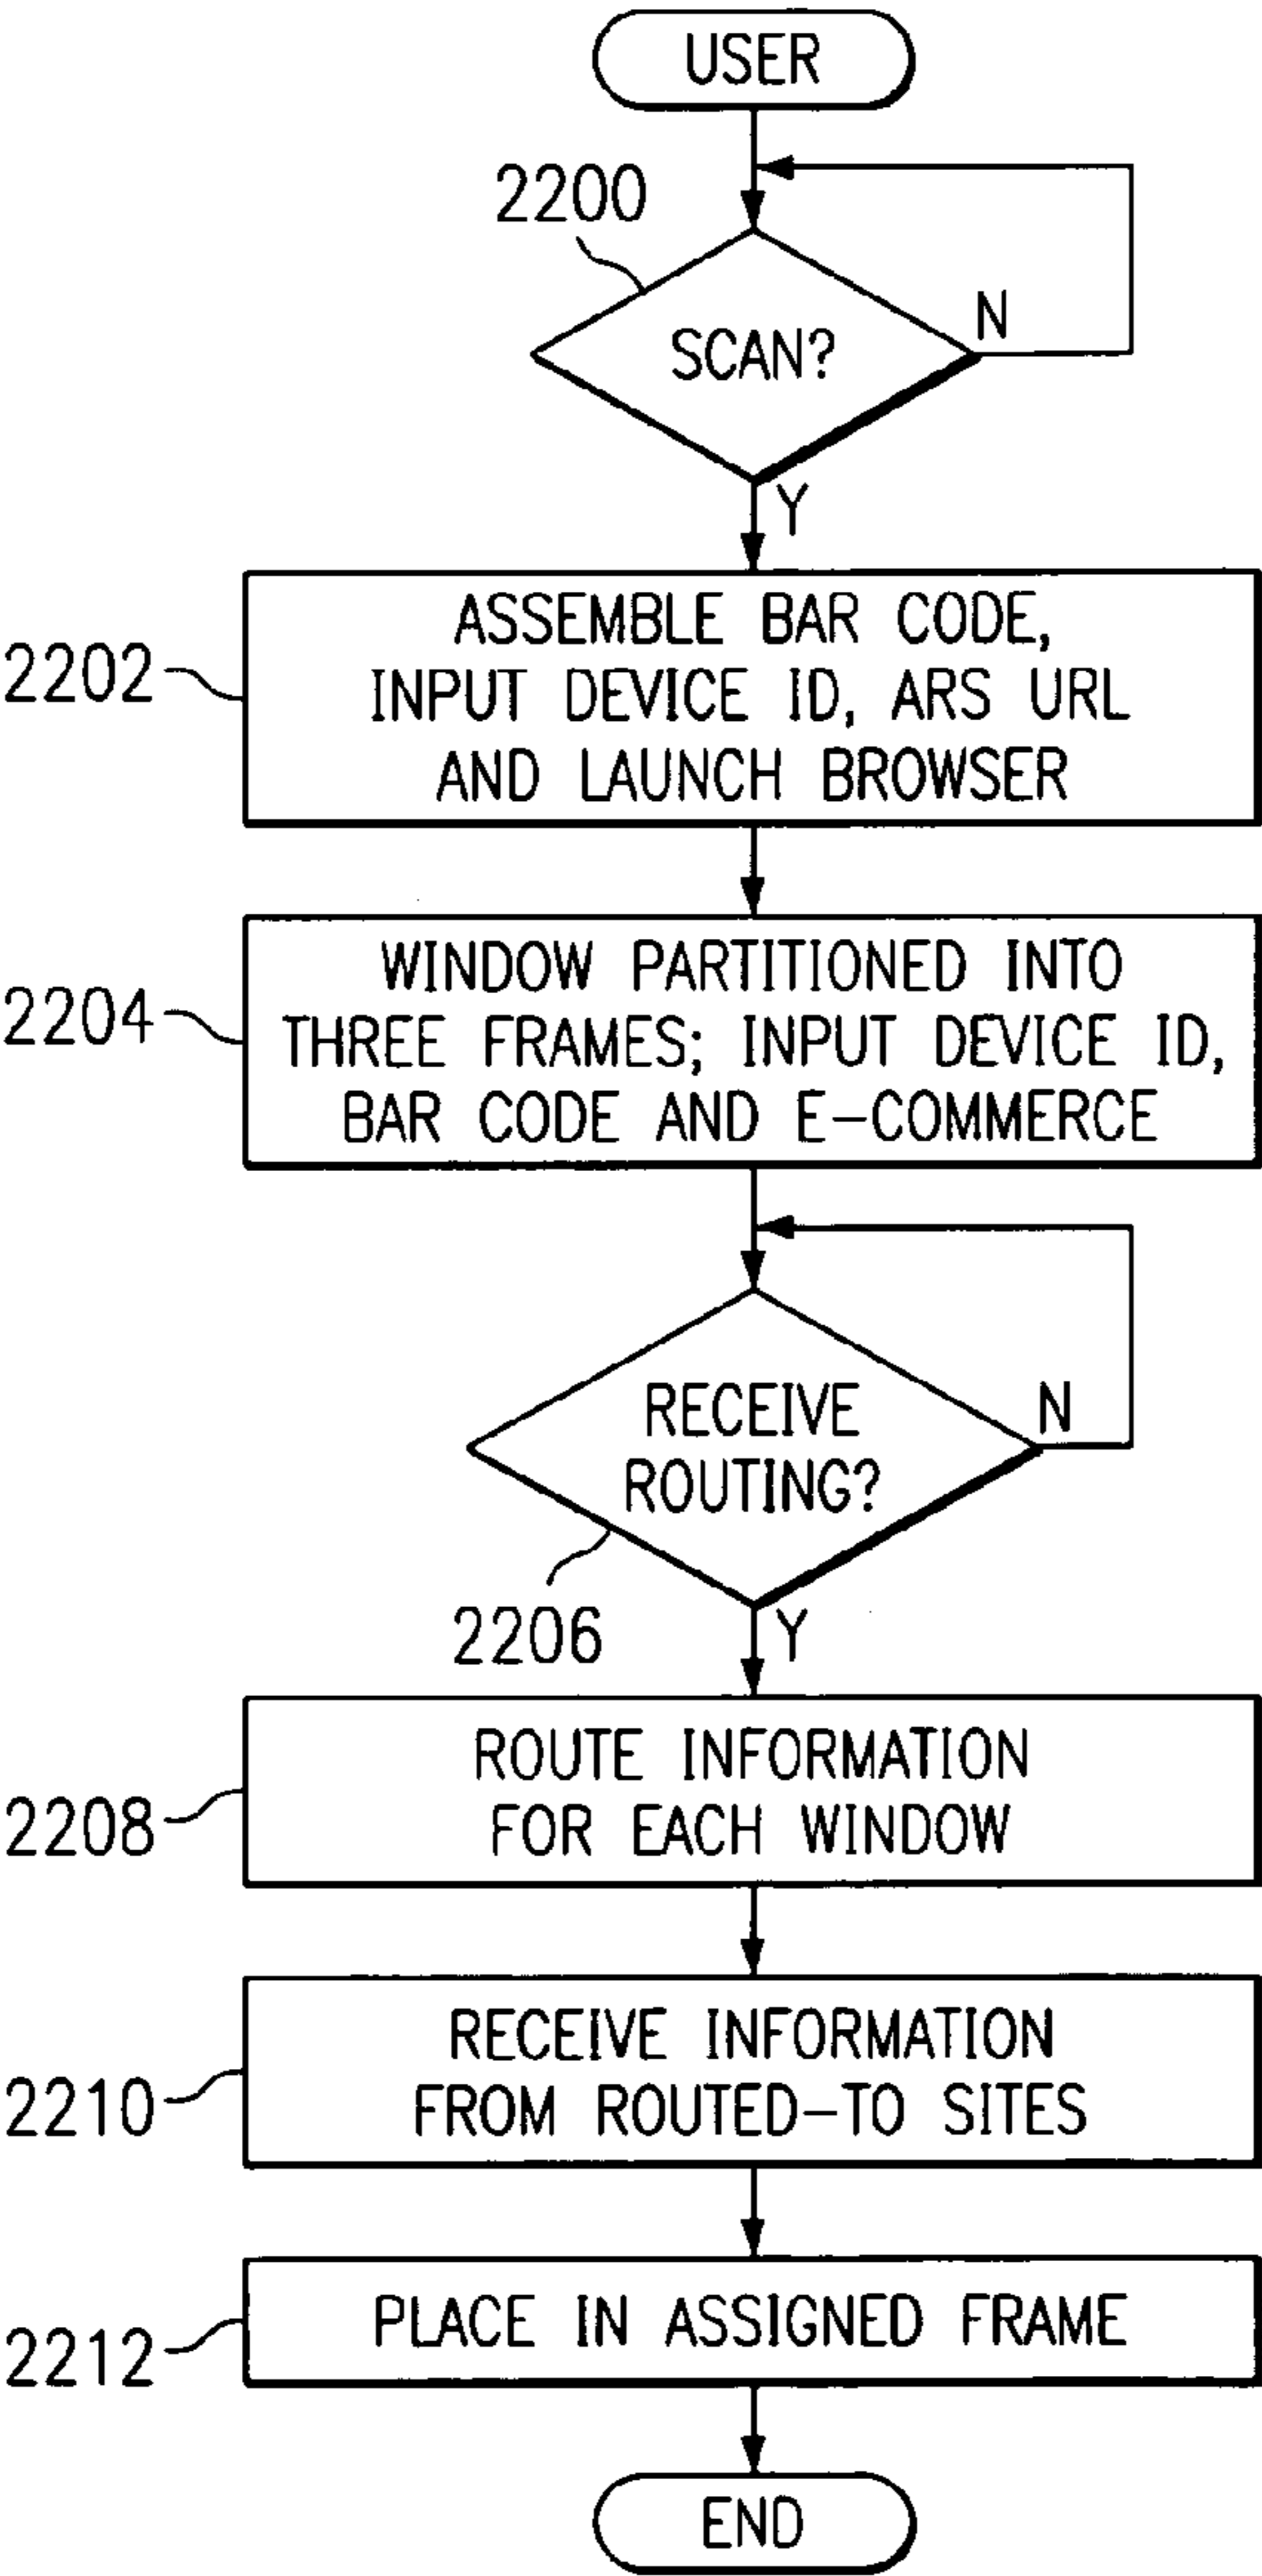 USER
2200
SCAN?
N
Y
2202
ASSEMBLE BAR CODE,
INPUT DEVICE ID, ARS URL
AND LAUNCH BROWSER
2204
WINDOW PARTITIONED INTO
THREE FRAMES; INPUT DEVICE ID,
BAR CODE AND E-COMMERCE
RECEIVE
ROUTING?
N
2206
Y
2208
ROUTE INFORMATION
FOR EACH WINDOW
2210
RECEIVE INFORMATION
FROM ROUTED-TO SITES
2212
PLACE IN ASSIGNED FRAME
END